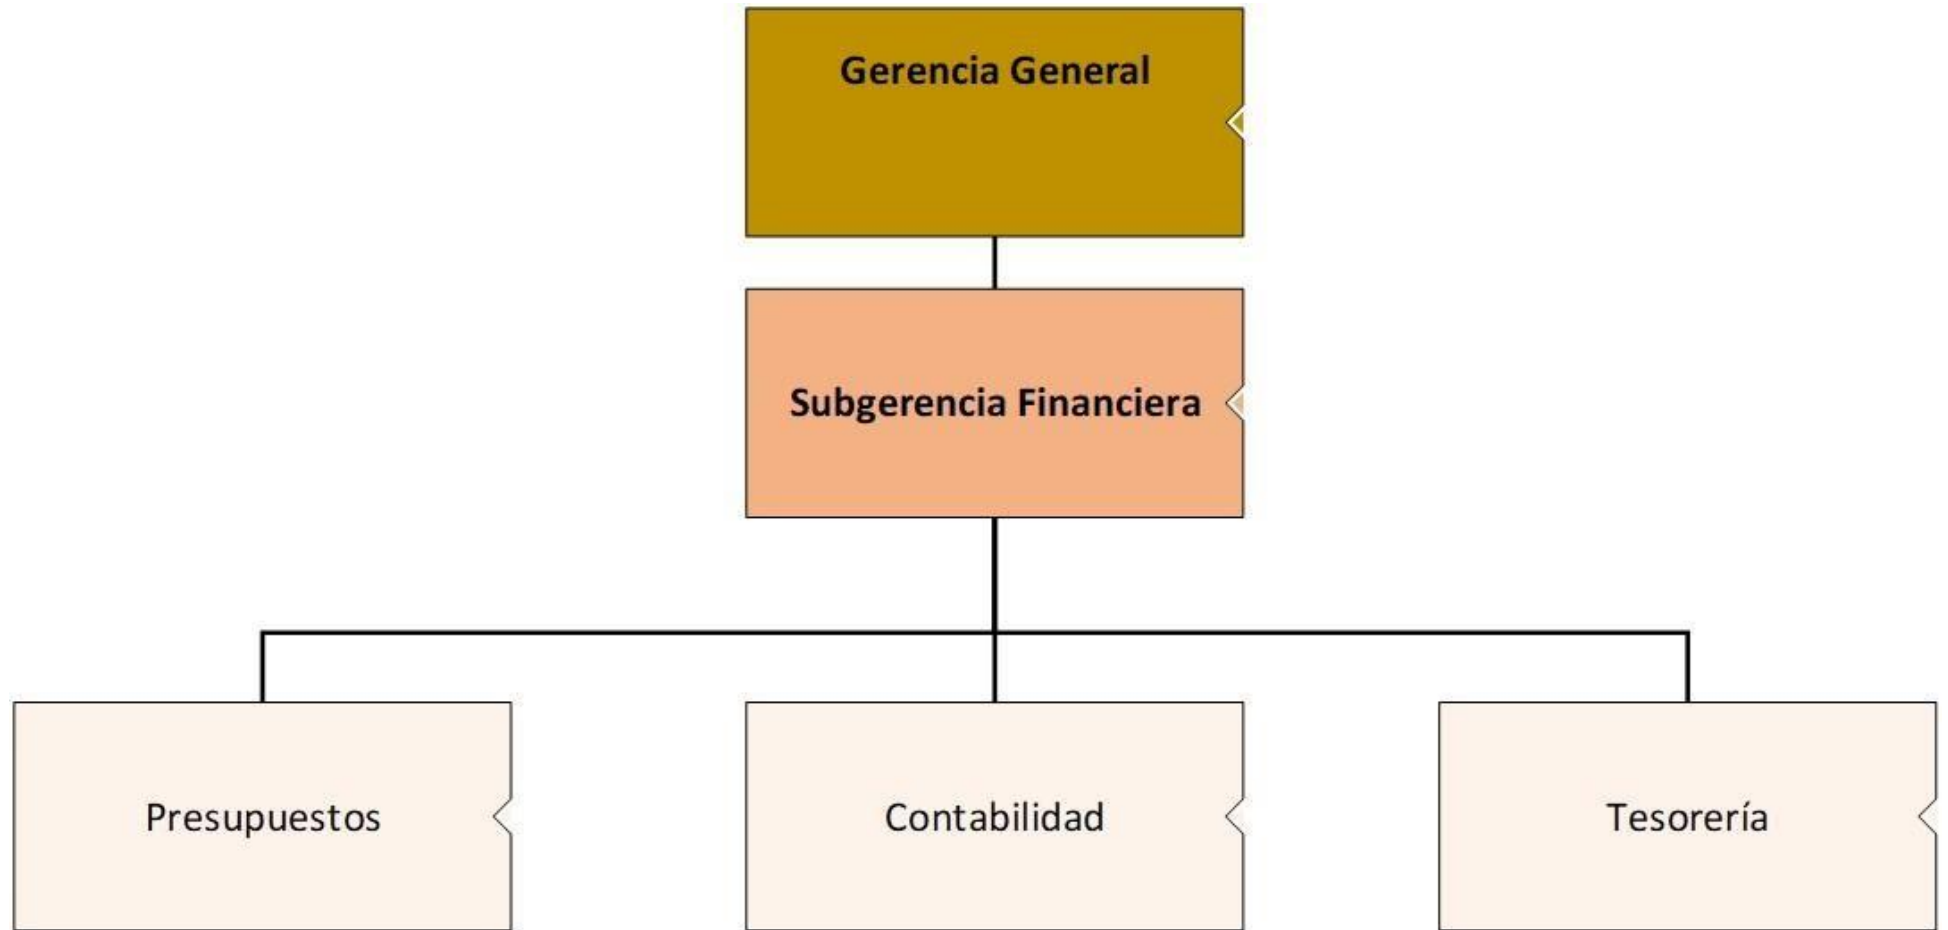 Gerencia General
Subgerencia Financiera
Presupuestos
Contabilidad
Tesorería